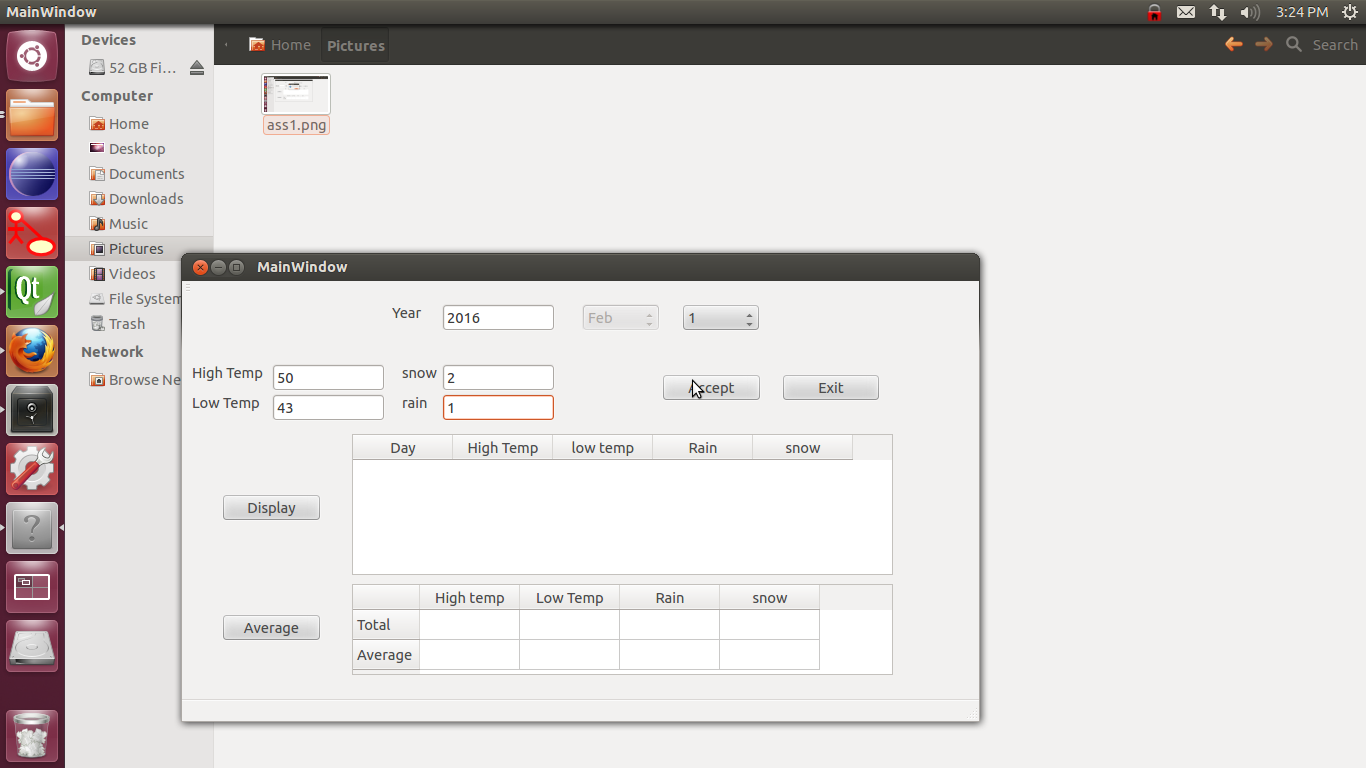 MainWindow 3:24 PM
Devices
52 GB Fi...
Computer
Home
Desktop
Documents
Downloads
Music
Pictures
Videos
File System
Trash
Network
Browse Ne
Home Pictures Search
ass1.png
Qt
MainWindow
Year 2016 Feb 1
High Temp 50 snow 2
Low Temp 43 rain 1
Accept Exit
Day High Temp low temp Rain snow
Display
High temp Low Temp Rain snow
Total
Average
Average